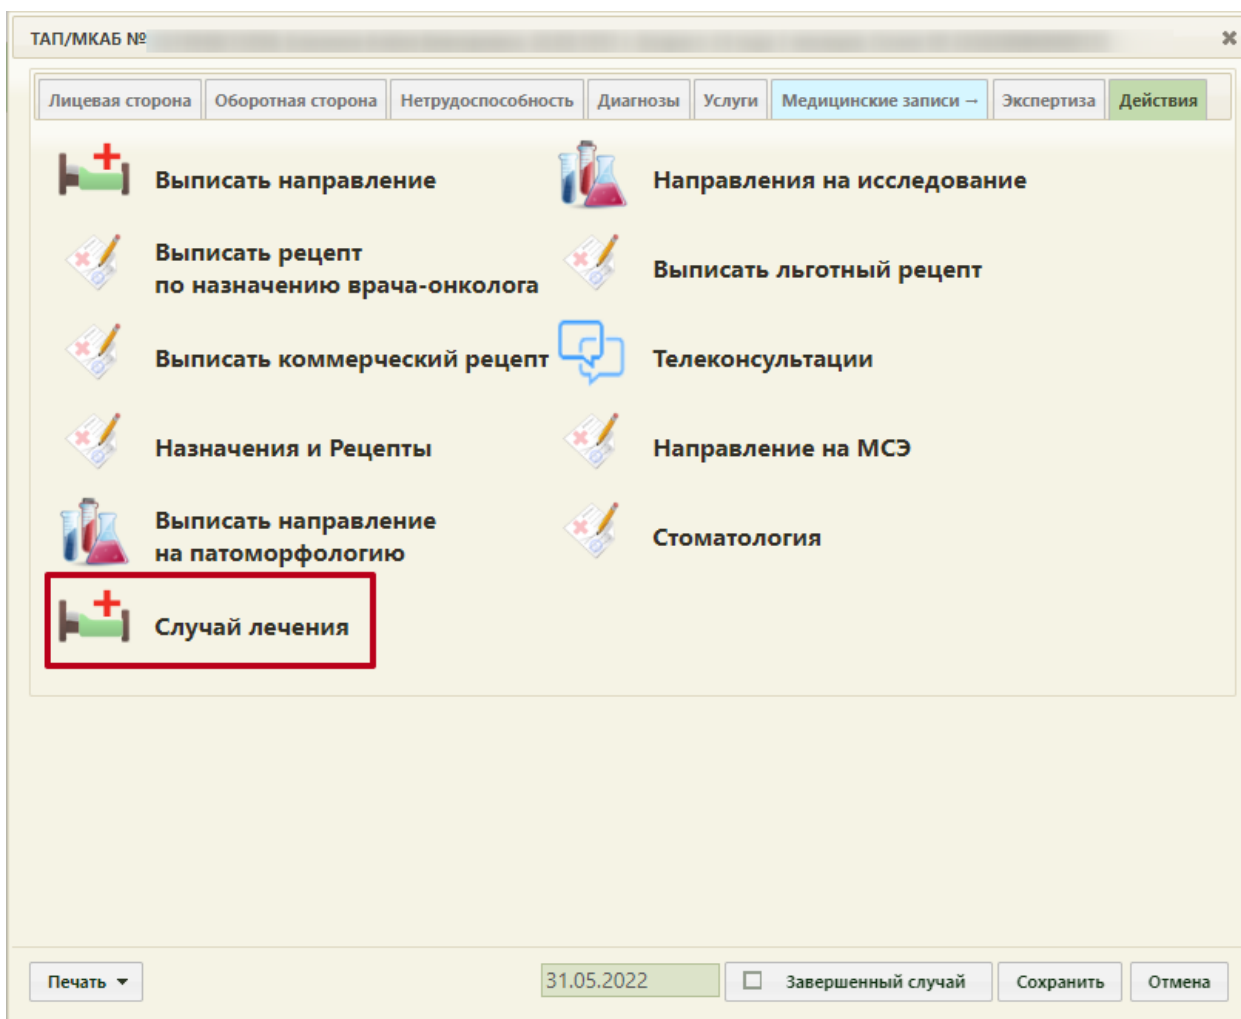 ТАП/МКАБ №
Лицевая сторона Оборотная сторона Нетрудоспособность Диагнозы Услуги Медицинские записи → Экспертиза Действия
Выписать направление
Направления на исследование
Выписать рецепт
по назначению врача-онколога
Выписать льготный рецепт
Выписать коммерческий рецепт
Телеконсультации
Назначения и Рецепты
Направление на МСЭ
Выписать направление
на патоморфологию
Стоматология
Случай лечения
Печать 31.05.2022 Завершенный случай Сохранить Отмена